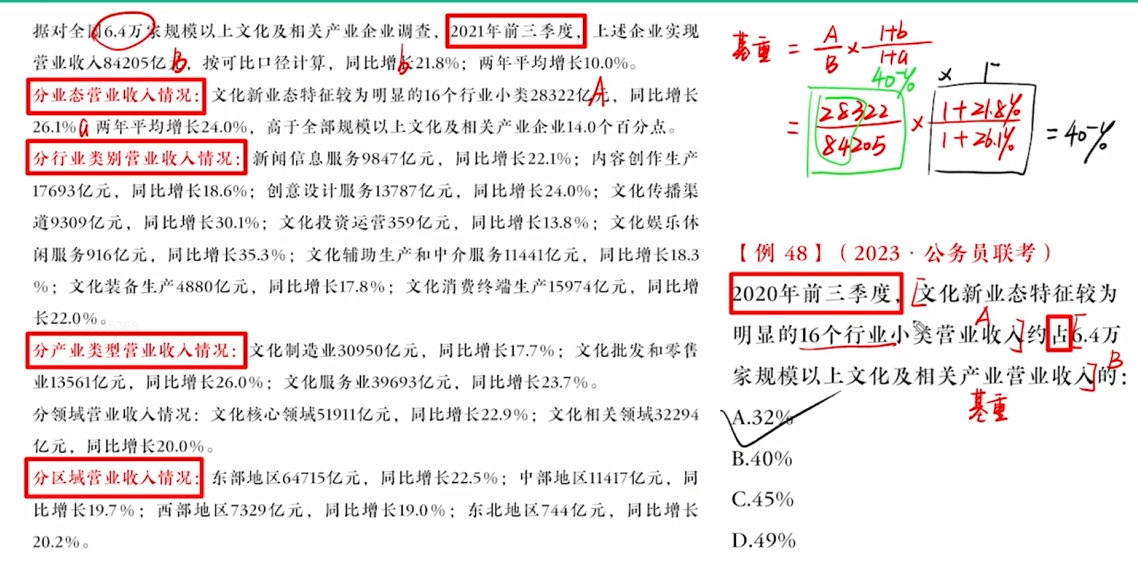 据对全国6.4万家规模以上文化及相关产业企业调查，2021年前三季度，上述企业实现
营业收入84205亿元，按可比口径计算，同比增长21.8%；两年平均增长10.0%。
B
b
分业态营业收入情况：文化新业态特征较为明显的16个行业小类28322亿元，同比增长
A
26.1%，两年平均增长24.0%，高于全部规模以上文化及相关产业企业14.0个百分点。
a
分行业类别营业收入情况：新闻信息服务9847亿元，同比增长22.1%；内容创作生产
17693亿元，同比增长18.6%；创意设计服务13787亿元，同比增长24.0%；文化传播渠
道9309亿元，同比增长30.1%；文化投资运营359亿元，同比增长13.8%；文化娱乐休
闲服务916亿元，同比增长35.3%；文化辅助生产和中介服务11441亿元，同比增长18.3
%；文化装备生产4880亿元，同比增长17.8%；文化消费终端生产15974亿元，同比增
长22.0%。
分产业类型营业收入情况：文化制造业30950亿元，同比增长17.7%；文化批发和零售
业13561亿元，同比增长26.0%；文化服务业39693亿元，同比增长23.7%。
分领域营业收入情况：文化核心领域51911亿元，同比增长22.9%；文化相关领域32294
亿元，同比增长20.0%。
分区域营业收入情况：东部地区64715亿元，同比增长22.5%；中部地区11417亿元，同
比增长19.7%；西部地区7329亿元，同比增长19.0%；东北地区744亿元，同比增长
20.2%。
基重 = A/B × 1+b/1+a
40⁻% × 1⁻
= 28322/84205 × 1+21.8%/1+26.1% = 40⁻%
【例 48】（2023·公务员联考）
2020年前三季度，[文化新业态特征较为
明显的16个行业小类营业收入]约占[6.4万
A
家规模以上文化及相关产业营业收入]的：
B
基重
A.32%
B.40%
C.45%
D.49%